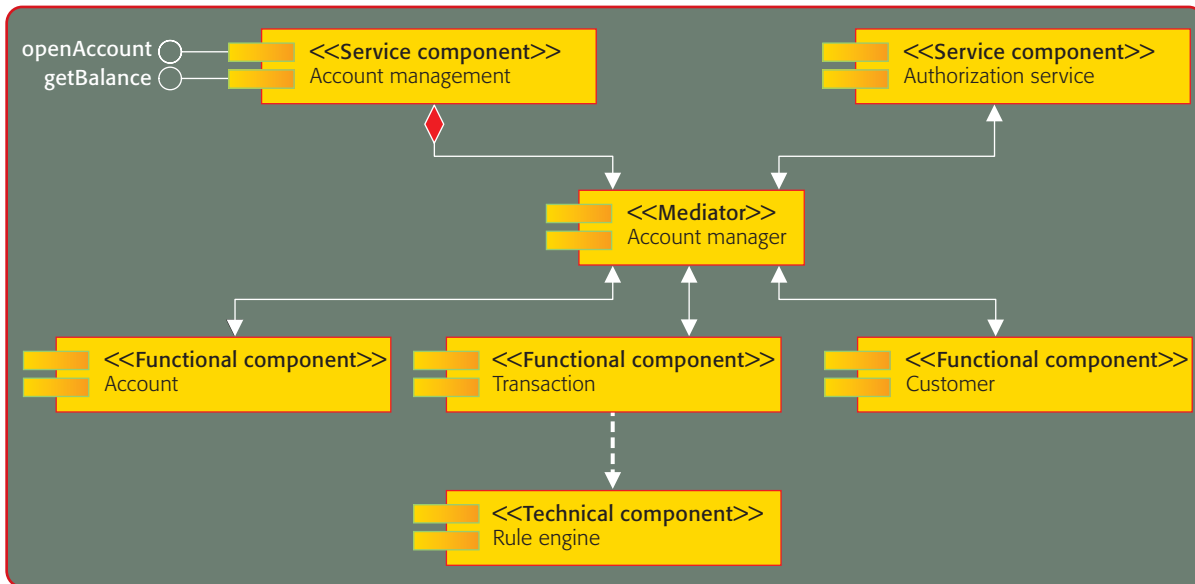 openAccount
getBalance
<<Service component>>
Account management
<<Service component>>
Authorization service
<<Mediator>>
Account manager
<<Functional component>>
Account
<<Functional component>>
Transaction
<<Functional component>>
Customer
<<Technical component>>
Rule engine